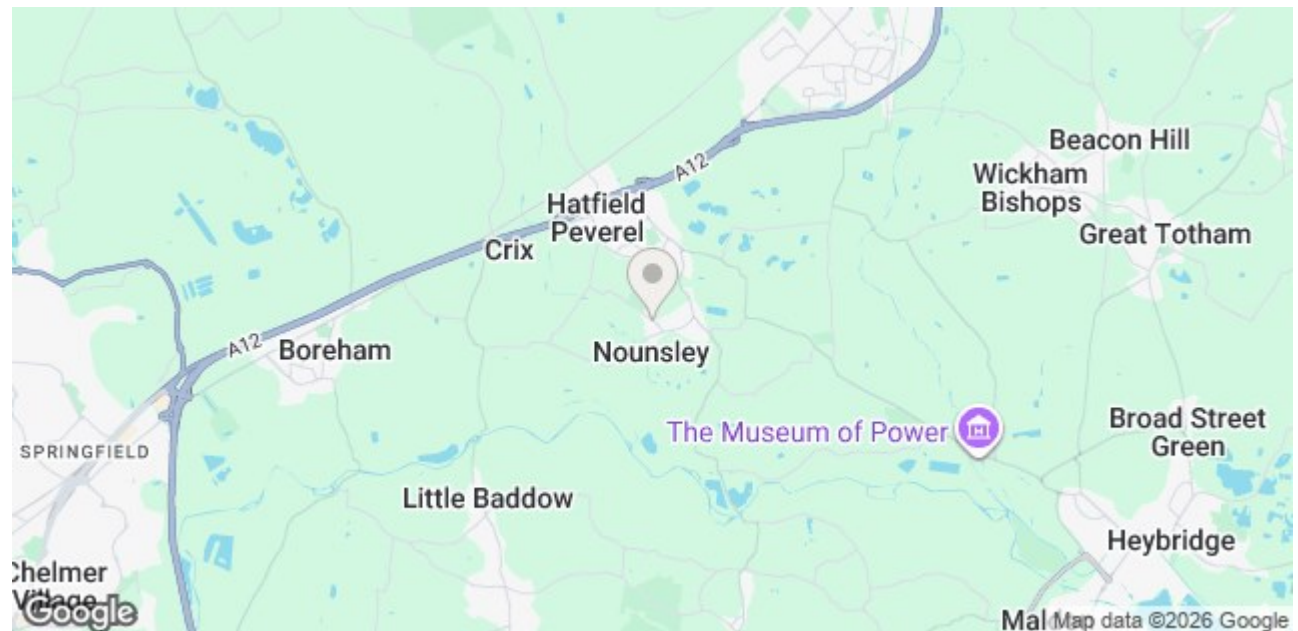 A12
Beacon Hill
Wickham
Bishops
Hatfield
Peverel
Great Totham
Crix
A12
Boreham
Nounsley
The Museum of Power
Broad Street
Green
SPRINGFIELD
Little Baddow
Heybridge
Chelmer
Village
Google
Map data ©2026 Google